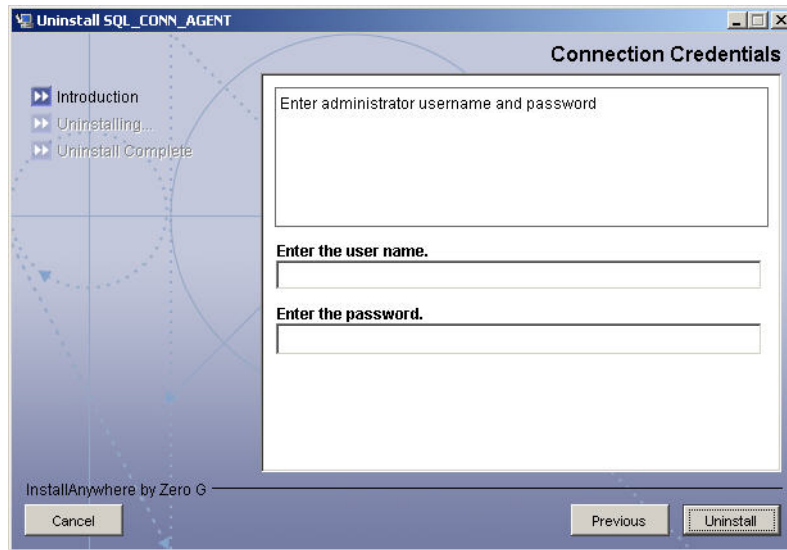 Uninstall SQL_CONN_AGENT
Connection Credentials
Introduction
Uninstalling...
Uninstall Complete
Enter administrator username and password
Enter the user name.
Enter the password.
InstallAnywhere by Zero G
Cancel
Previous
Uninstall